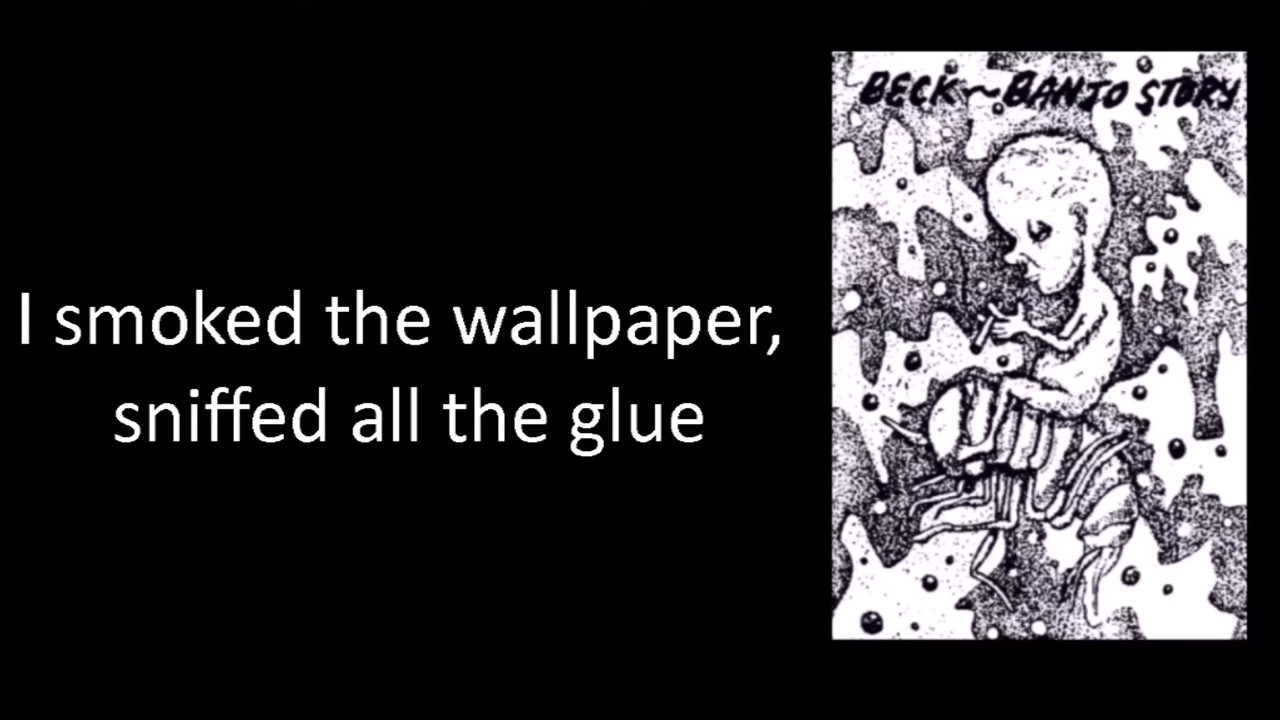 I smoked the wallpaper,
sniffed all the glue
BECK~BANJO STORY